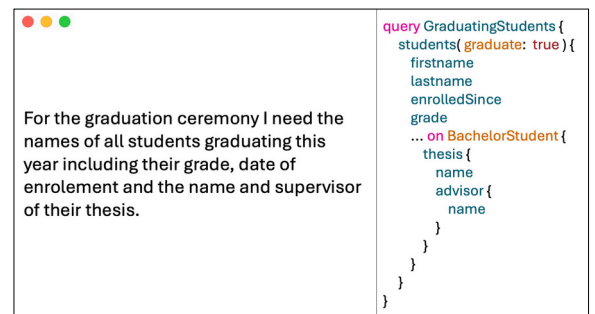 For the graduation ceremony I need the
names of all students graduating this
year including their grade, date of
enrolement and the name and supervisor
of their thesis.
query GraduatingStudents {
students( graduate: true ) {
firstname
lastname
enrolledSince
grade
... on BachelorStudent {
thesis {
name
advisor {
name
}
}
}
}
}